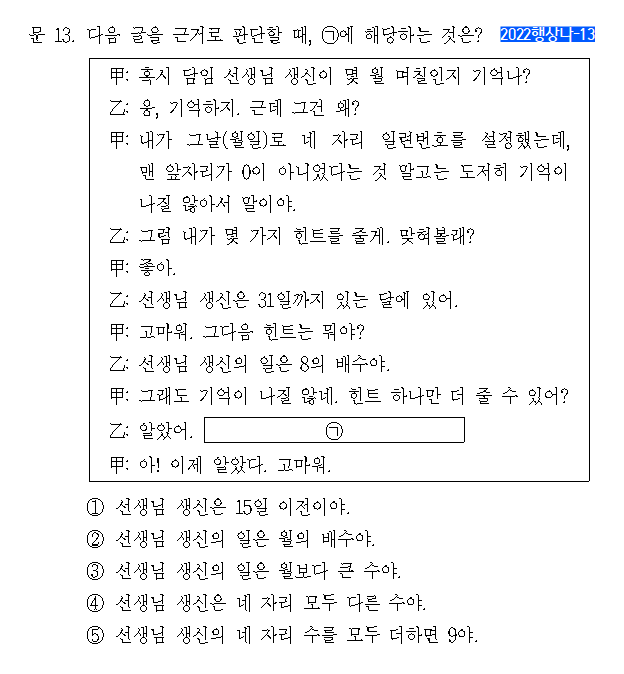 문 13. 다음 글을 근거로 판단할 때, ㉠에 해당하는 것은? 2022행상나-13
甲: 혹시 담임 선생님 생신이 몇 월 며칠인지 기억나?
乙: 응, 기억하지. 근데 그건 왜?
甲: 내가 그날(월일)로 네 자리 일련번호를 설정했는데,
맨 앞자리가 0이 아니었다는 것 말고는 도저히 기억이
나질 않아서 말이야.
乙: 그럼 내가 몇 가지 힌트를 줄게. 맞혀볼래?
甲: 좋아.
乙: 선생님 생신은 31일까지 있는 달에 있어.
甲: 고마워. 그다음 힌트는 뭐야?
乙: 선생님 생신의 일은 8의 배수야.
甲: 그래도 기억이 나질 않네. 힌트 하나만 더 줄 수 있어?
乙: 알았어. ㉠
甲: 아! 이제 알았다. 고마워.
① 선생님 생신은 15일 이전이야.
② 선생님 생신의 일은 월의 배수야.
③ 선생님 생신의 일은 월보다 큰 수야.
④ 선생님 생신은 네 자리 모두 다른 수야.
⑤ 선생님 생신의 네 자리 수를 모두 더하면 9야.